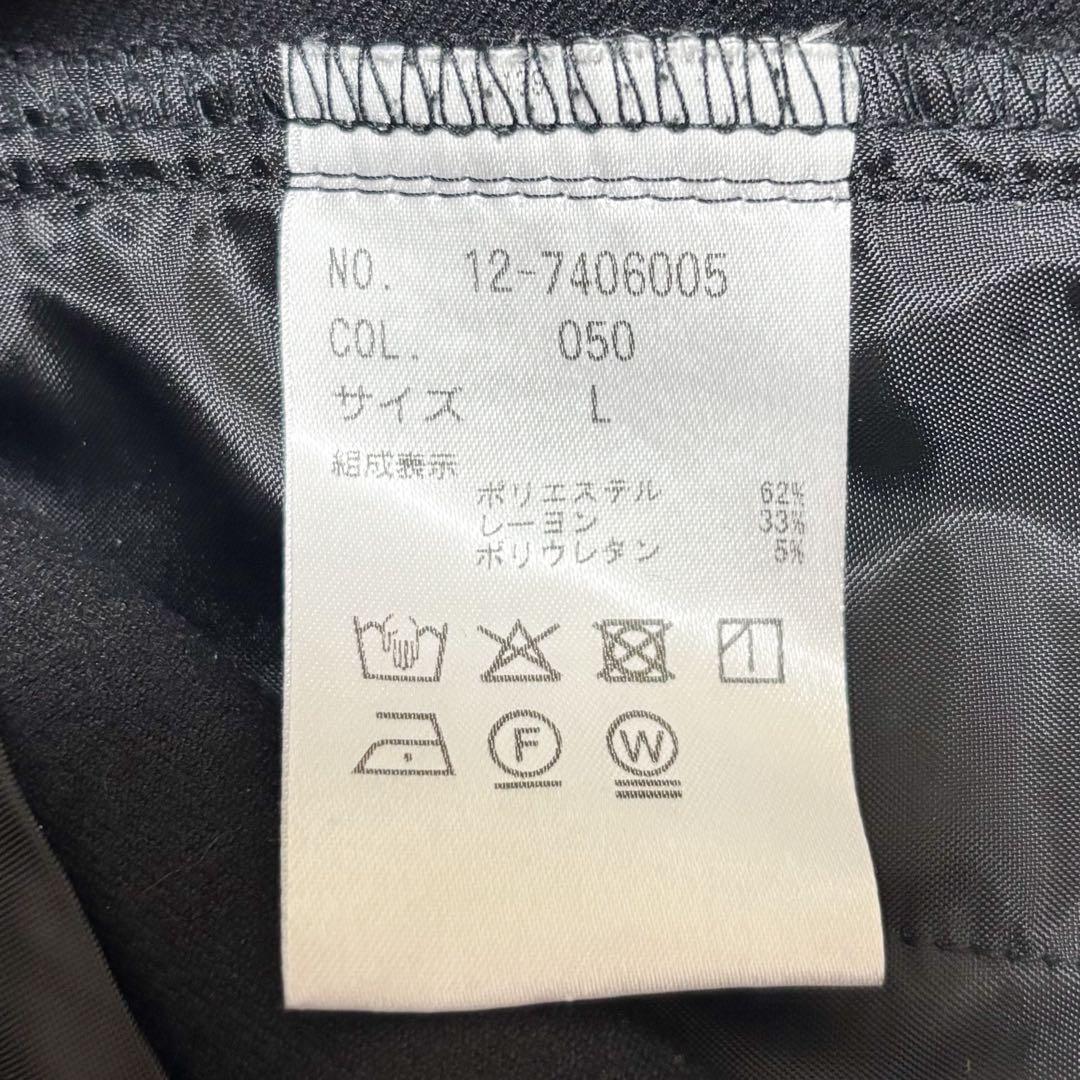 NO. 12-7406005
COL. 050
サイズ L
組成表示
ポリエステル 62%
レーヨン 33%
ポリウレタン 5%
F W